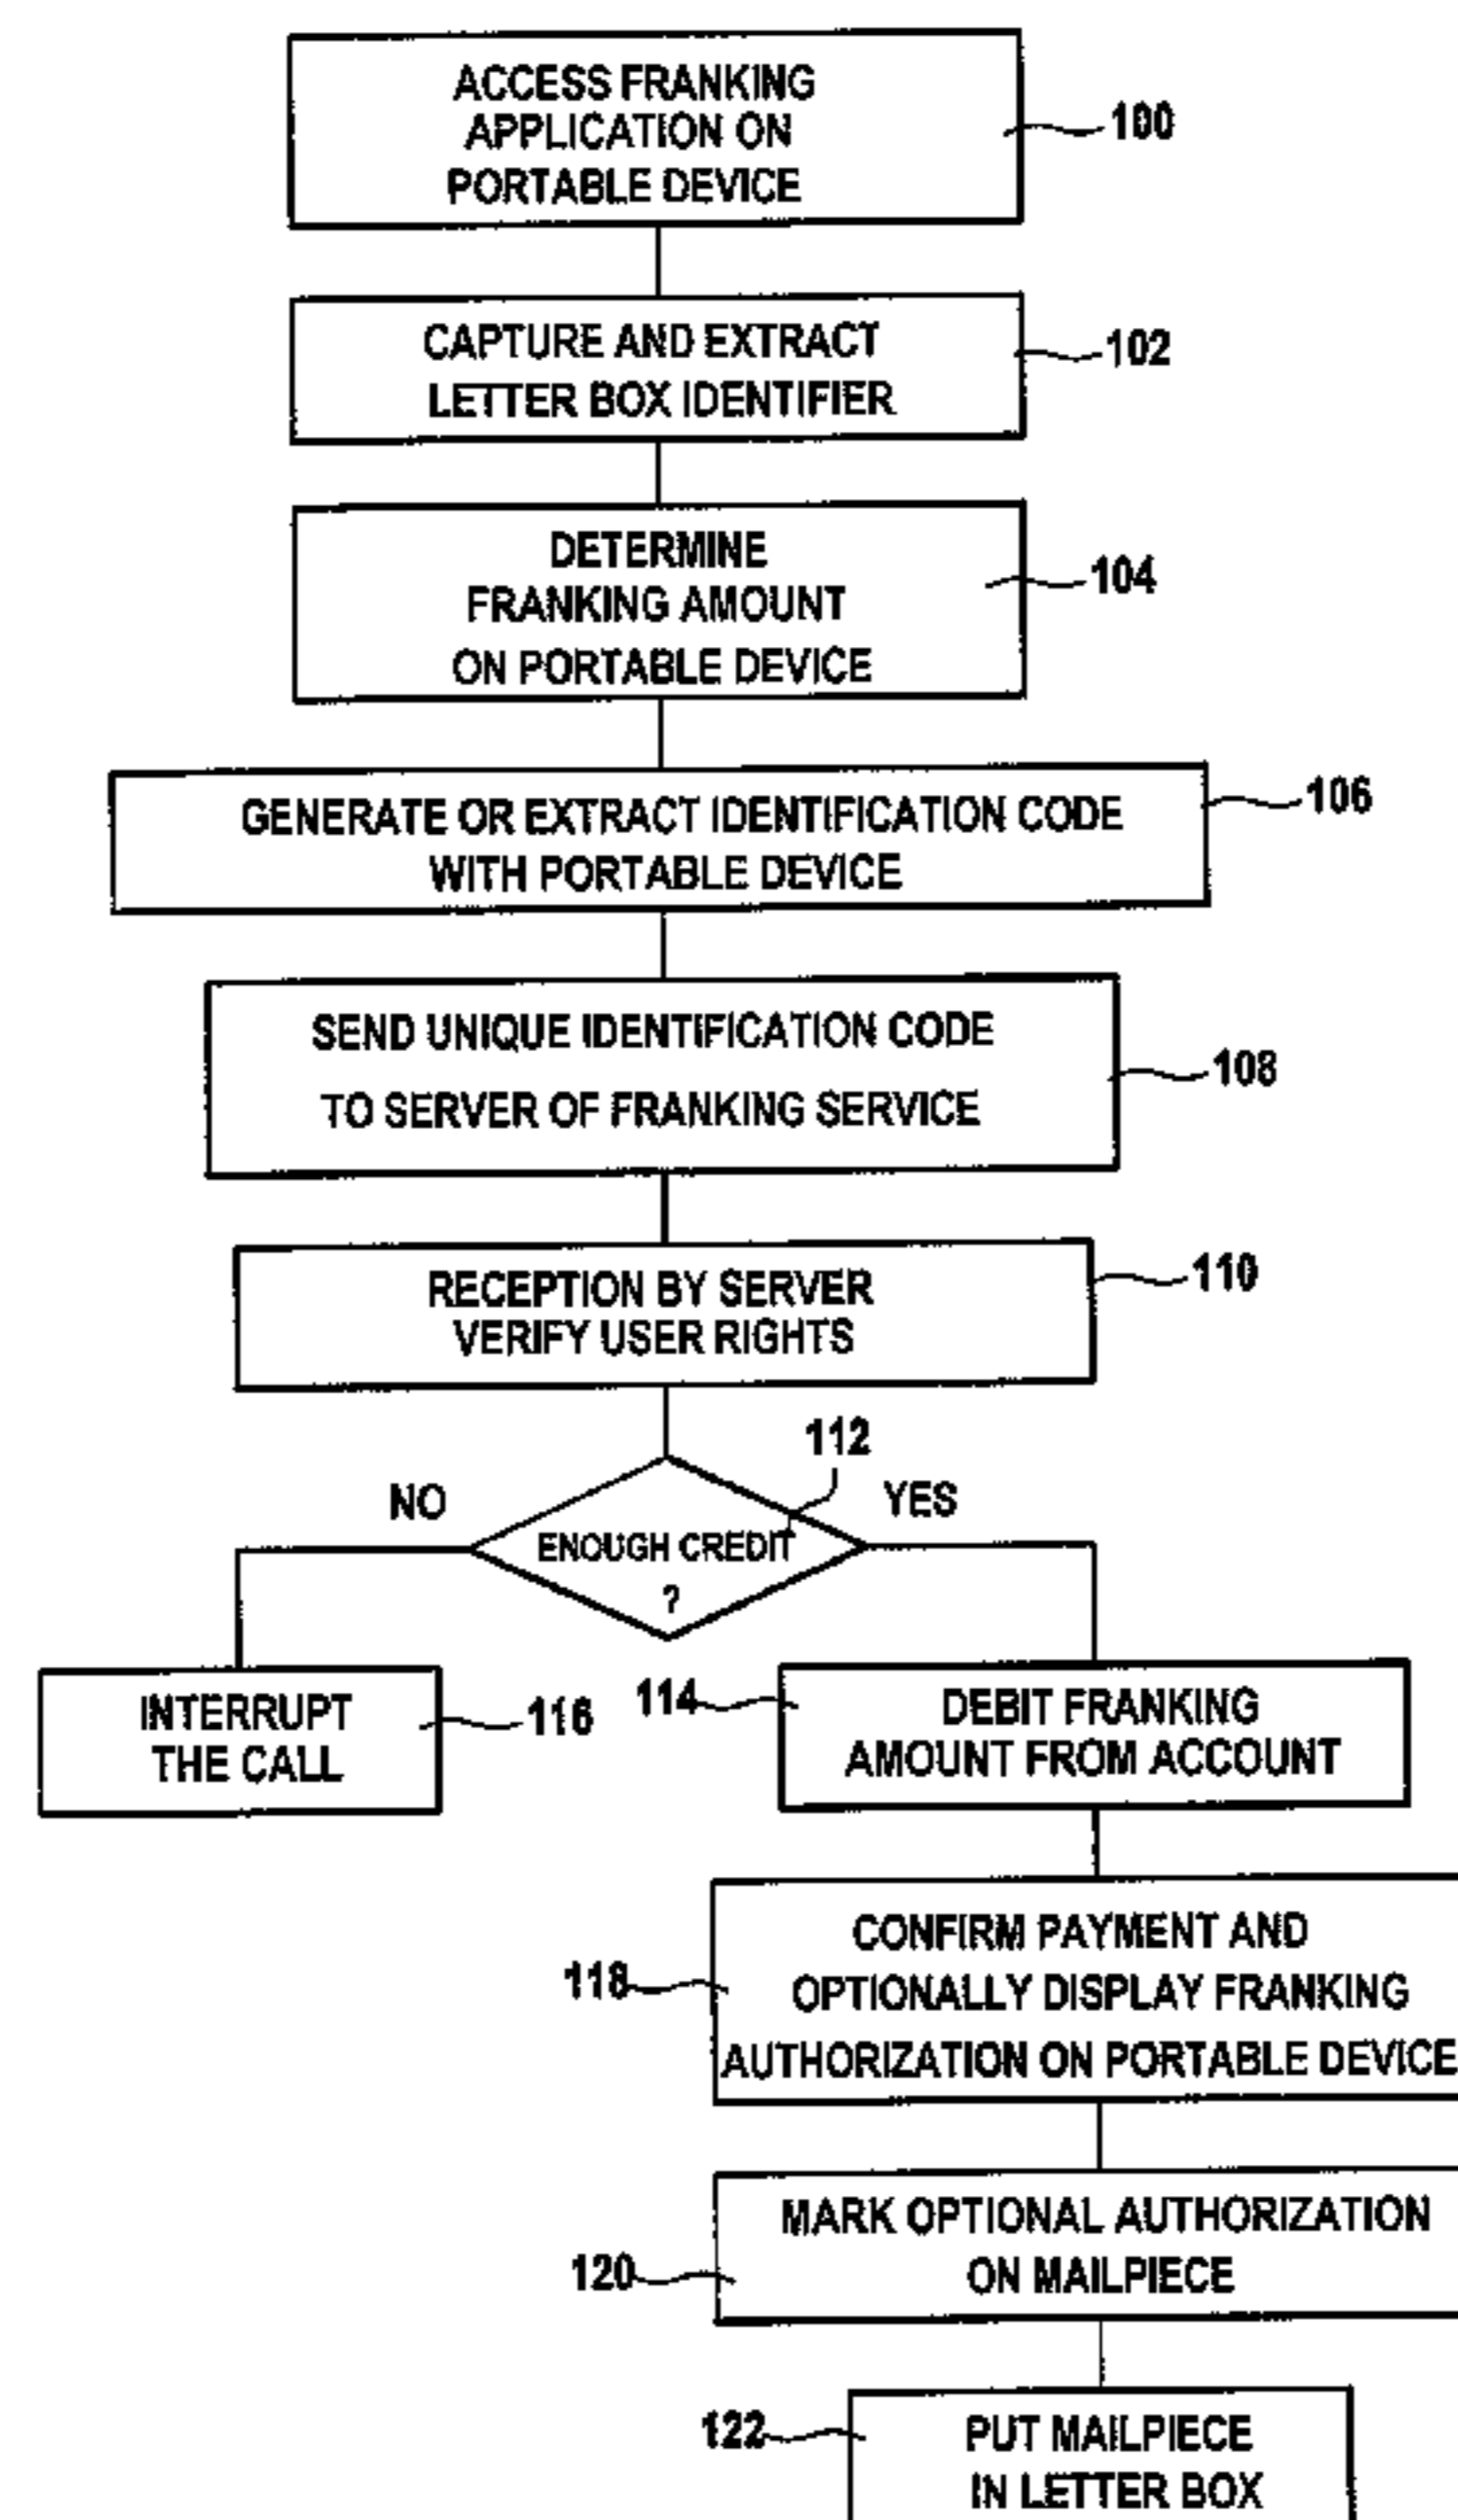 ACCESS FRANKING
APPLICATION ON
PORTABLE DEVICE
100
CAPTURE AND EXTRACT
LETTER BOX IDENTIFIER
102
DETERMINE
FRANKING AMOUNT
ON PORTABLE DEVICE
104
GENERATE OR EXTRACT IDENTIFICATION CODE
WITH PORTABLE DEVICE
106
SEND UNIQUE IDENTIFICATION CODE
TO SERVER OF FRANKING SERVICE
108
RECEPTION BY SERVER
VERIFY USER RIGHTS
110
112
NO
YES
ENOUGH CREDIT
?
INTERRUPT
THE CALL
116
114
DEBIT FRANKING
AMOUNT FROM ACCOUNT
118
CONFIRM PAYMENT AND
OPTIONALLY DISPLAY FRANKING
AUTHORIZATION ON PORTABLE DEVICE
120
MARK OPTIONAL AUTHORIZATION
ON MAILPIECE
122
PUT MAILPIECE
IN LETTER BOX